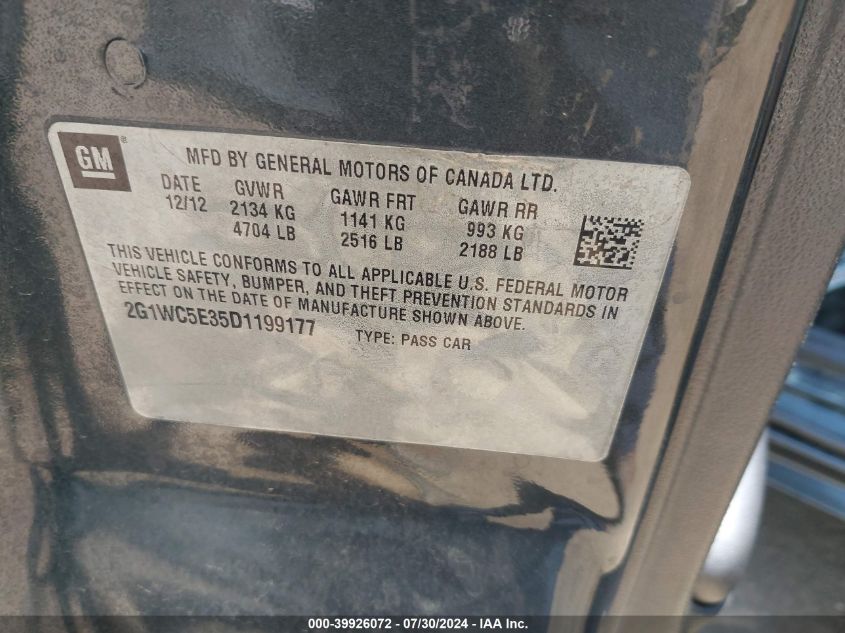 GM®
MFD BY GENERAL MOTORS OF CANADA LTD.
DATE GVWR GAWR FRT GAWR RR
12/12 2134 KG 1141 KG 993 KG
4704 LB 2516 LB 2188 LB
THIS VEHICLE CONFORMS TO ALL APPLICABLE U.S. FEDERAL MOTOR
VEHICLE SAFETY, BUMPER, AND THEFT PREVENTION STANDARDS IN
EFFECT ON THE DATE OF MANUFACTURE SHOWN ABOVE.
2G1WC5E35D1199177 TYPE: PASS CAR
000-39926072 - 07/30/2024 - IAA Inc.